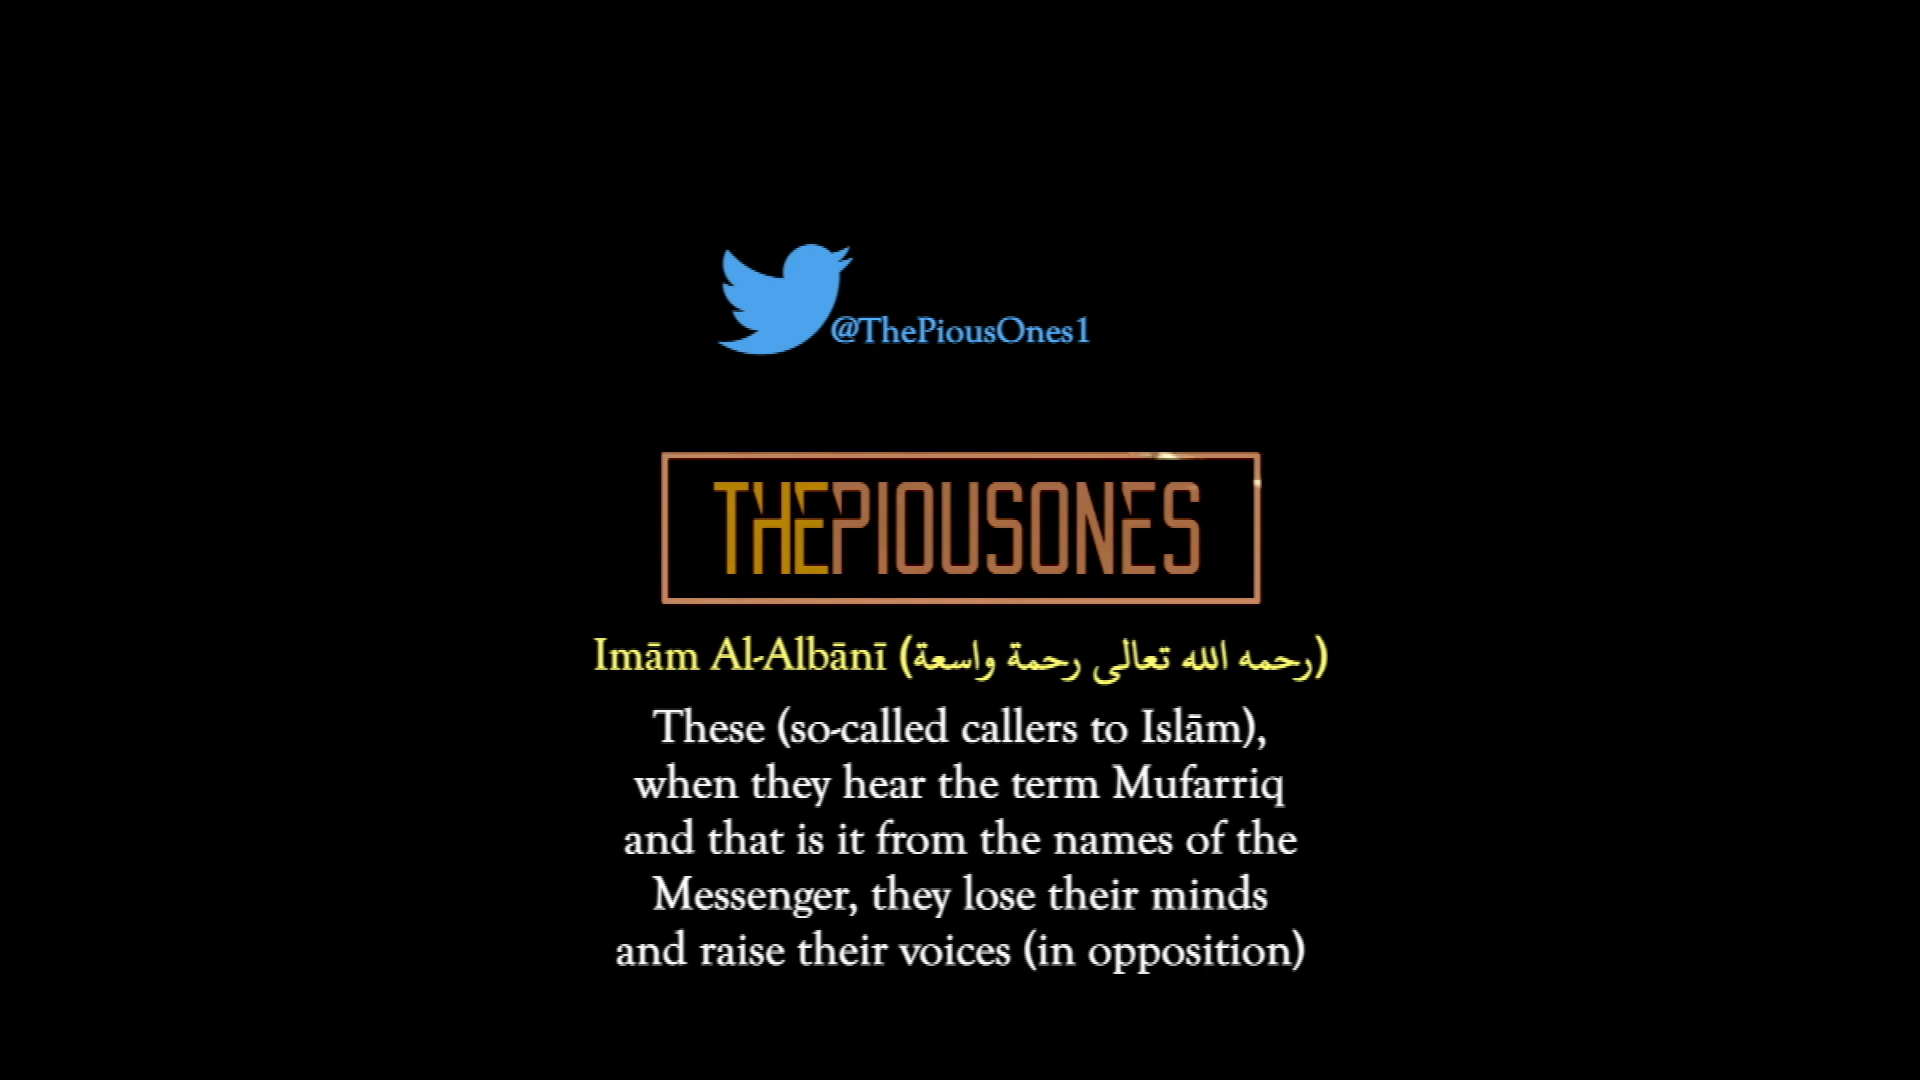 @ThePiousOnes1
THEPIOUSONES
Imām Al-Albānī (رحمه الله تعالى رحمة واسعة)
These (so-called callers to Islām),
when they hear the term Mufarriq
and that is it from the names of the
Messenger, they lose their minds
and raise their voices (in opposition)